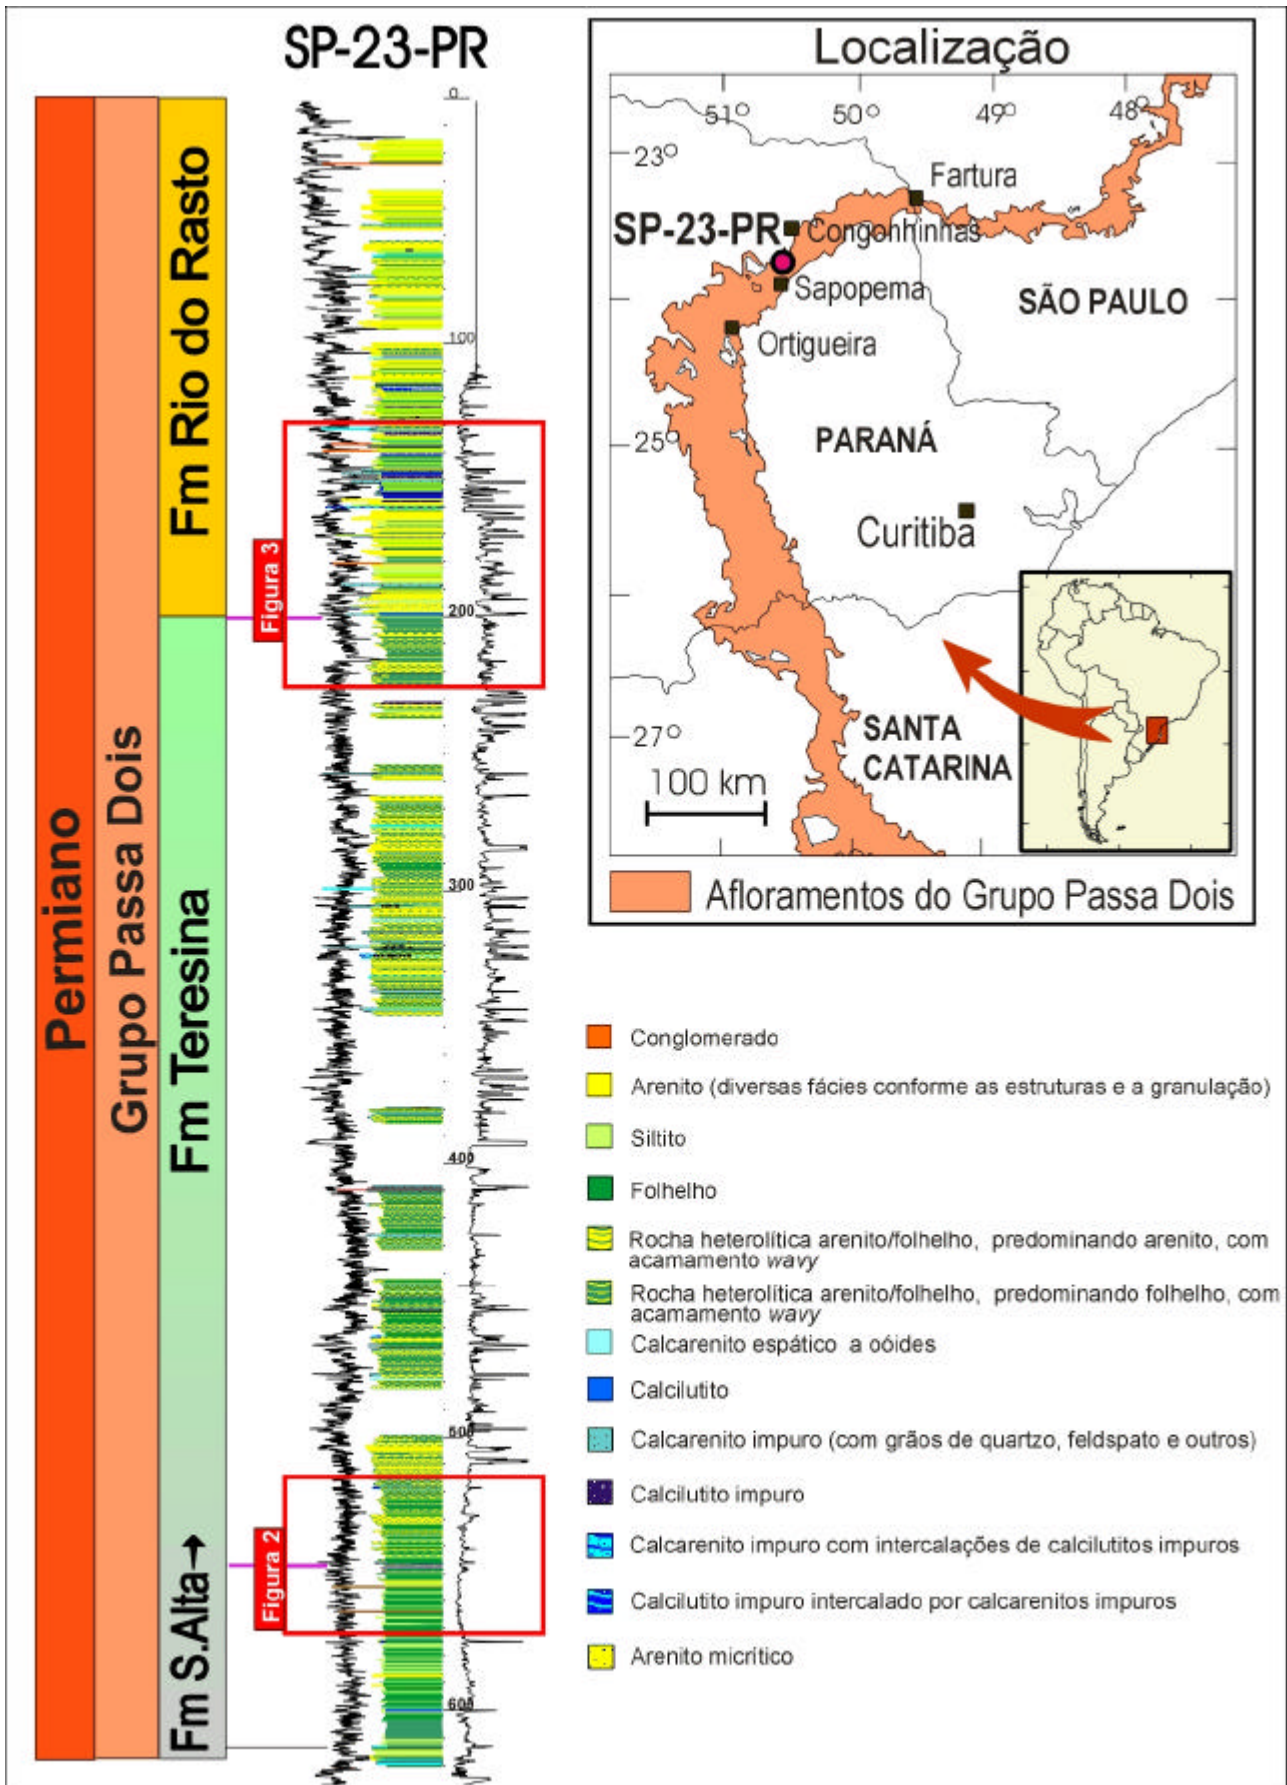 SP-23-PR
Permiano
Grupo Passa Dois
Fm Rio do Rasto
Fm Teresina
Fm S.Alta→
Figura 3
Figura 2
0
100
200
300
400
500
600
Localização
51°
50°
49°
48°
23°
25°
27°
Fartura
SP-23-PR
Congonhinhas
Sapopema
Ortigueira
SÃO PAULO
PARANÁ
Curitiba
SANTA
CATARINA
100 km
Afloramentos do Grupo Passa Dois
Conglomerado
Arenito (diversas fácies conforme as estruturas e a granulação)
Siltito
Folhelho
Rocha heterolítica arenito/folhelho, predominando arenito, com
acamamento wavy
Rocha heterolítica arenito/folhelho, predominando folhelho, com
acamamento wavy
Calcarenito espático a oóides
Calcilutito
Calcarenito impuro (com grãos de quartzo, feldspato e outros)
Calcilutito impuro
Calcarenito impuro com intercalações de calcilutitos impuros
Calcilutito impuro intercalado por calcarenitos impuros
Arenito micrítico